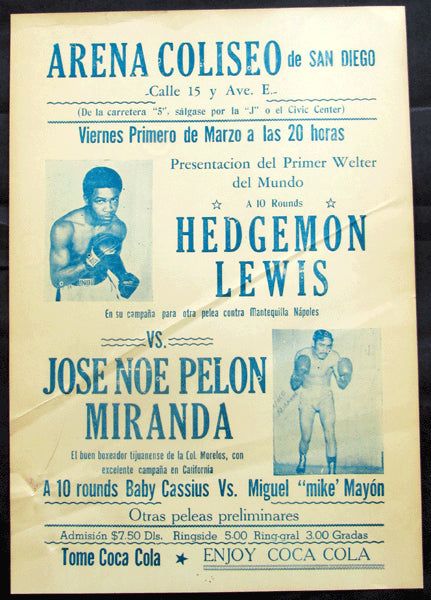 ARENA COLISEO de SAN DIEGO
-Calle 15 y Ave. E-
(De la carretera "5", sálgase por la "J" o el Civic Center)
Viernes Primero de Marzo a las 20 horas
Presentacion del Primer Welter
del Mundo
A 10 Rounds
HEDGEMON
LEWIS
En su campaña para otra pelea contra Mantequilla Nápoles
VS.
JOSE NOE PELON
MIRANDA
El buen boxeador tijuanense de la Col. Morelos, con
excelente campaña en California
A 10 rounds Baby Cassius Vs. Miguel "mike' Mayón
Otras peleas preliminares
Admisión $7.50 Dls. Ringside 5.00 Ring-gral 3.00 Gradas
Tome Coca Cola ★ ENJOY COCA COLA